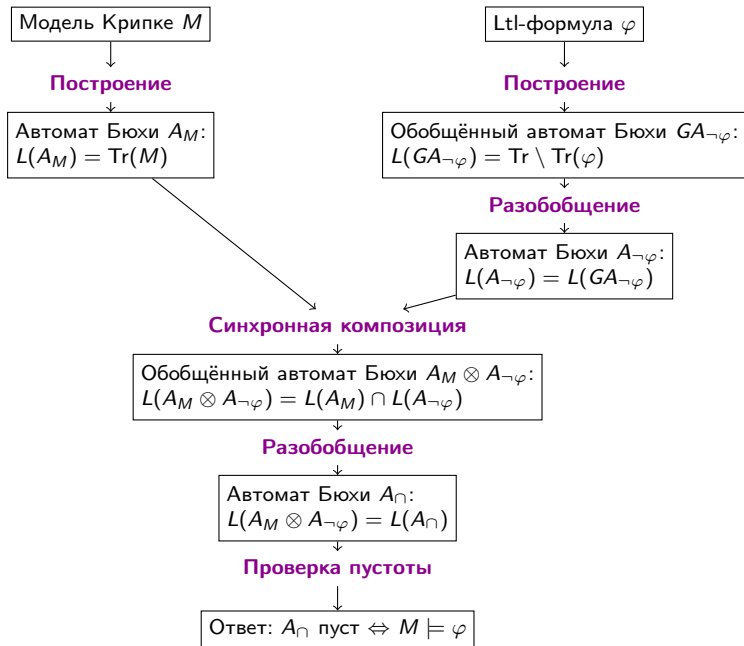 Модель Крипке M
Ltl-формула φ
Построение
Построение
Автомат Бюхи A_M:
L(A_M) = Tr(M)
Обобщённый автомат Бюхи GA_{¬φ}:
L(GA_{¬φ}) = Tr \ Tr(φ)
Разобобщение
Автомат Бюхи A_{¬φ}:
L(A_{¬φ}) = L(GA_{¬φ})
Синхронная композиция
Обобщённый автомат Бюхи A_M ⊗ A_{¬φ}:
L(A_M ⊗ A_{¬φ}) = L(A_M) ∩ L(A_{¬φ})
Разобобщение
Автомат Бюхи A_∩:
L(A_M ⊗ A_{¬φ}) = L(A_∩)
Проверка пустоты
Ответ: A_∩ пуст ⇔ M ⊨ φ